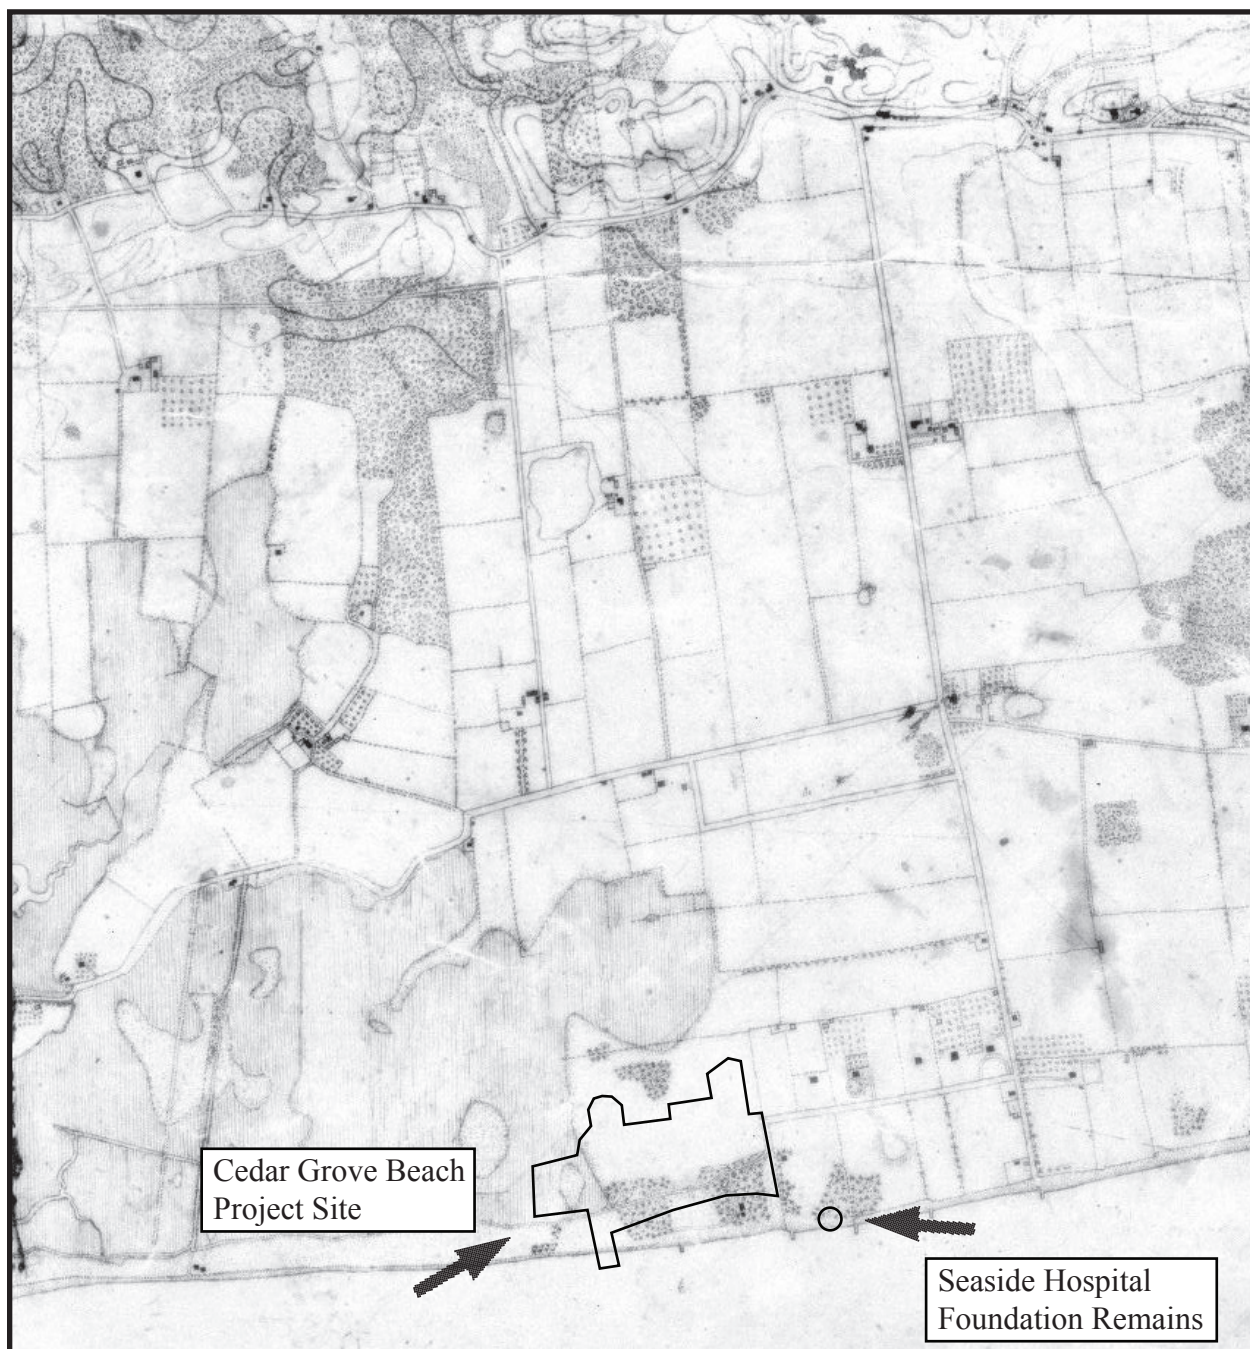 Cedar Grove Beach
Project Site
Seaside Hospital
Foundation Remains